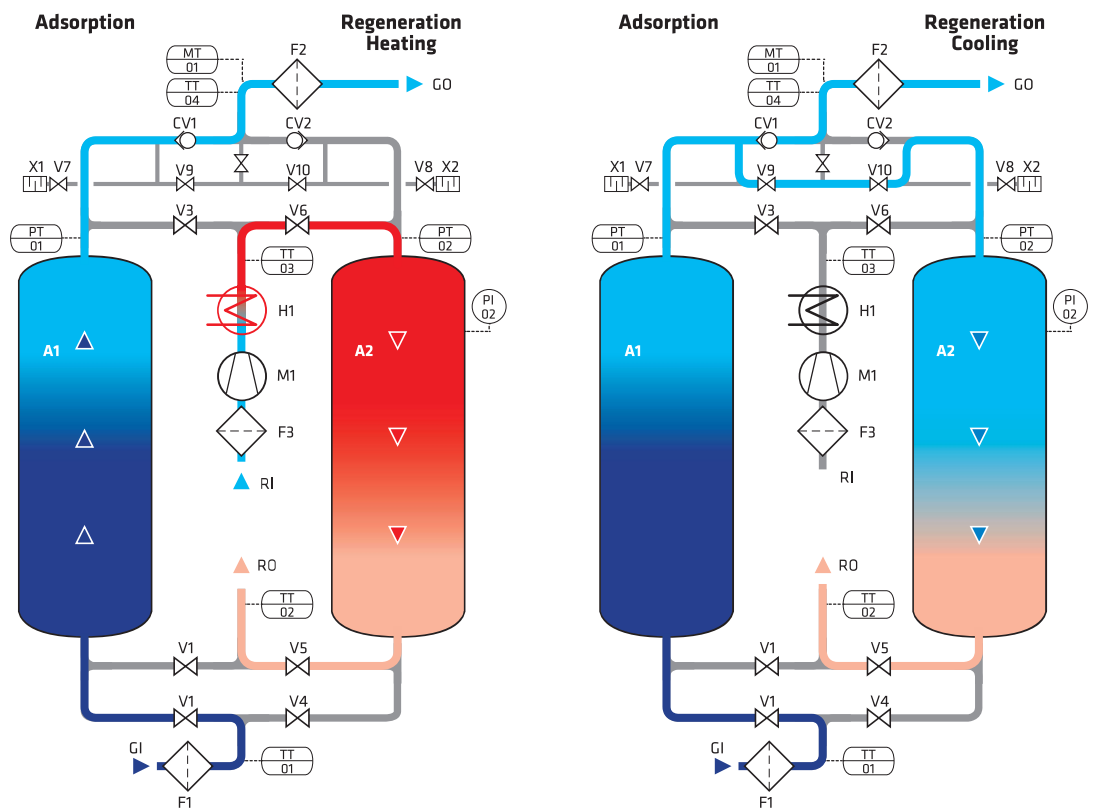 Adsorption
Regeneration
Heating
MT
01
F2
TT
04
GO
CV1
CV2
X1 V7
V8 X2
V9
V10
V3
V6
PT
01
PT
02
TT
03
PI
02
H1
A1
A2
M1
F3
RI
RO
TT
02
V1
V5
V1
V4
GI
TT
01
F1
Adsorption
Regeneration
Cooling
MT
01
F2
TT
04
GO
CV1
CV2
X1 V7
V8 X2
V9
V10
V3
V6
PT
01
PT
02
TT
03
PI
02
H1
A1
A2
M1
F3
RI
RO
TT
02
V1
V5
V1
V4
GI
TT
01
F1